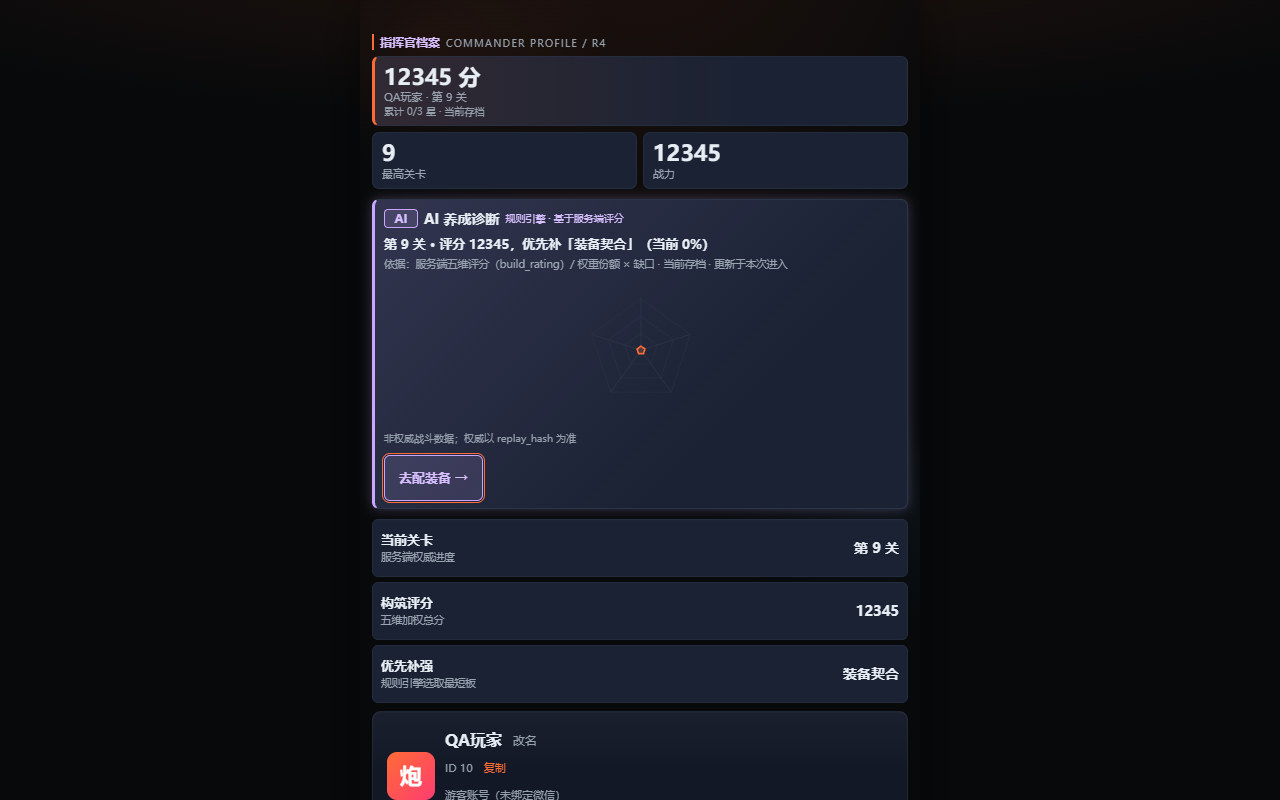 指挥官档案 COMMANDER PROFILE / R4
12345 分
QA玩家 · 第 9 关
累计 0/3 星 · 当前存档
9
最高关卡
12345
战力
AI AI 养成诊断 规则引擎 · 基于服务端评分
第 9 关 • 评分 12345，优先补「装备契合」（当前 0%）
依据：服务端五维评分（build_rating）/ 权重份额 × 缺口 · 当前存档 · 更新于本次进入
非权威战斗数据；权威以 replay_hash 为准
去配装备 →
当前关卡
服务端权威进度
第 9 关
构筑评分
五维加权总分
12345
优先补强
规则引擎选取最短板
装备契合
QA玩家 改名
炮
ID 10 复制
游客账号（未绑定微信）